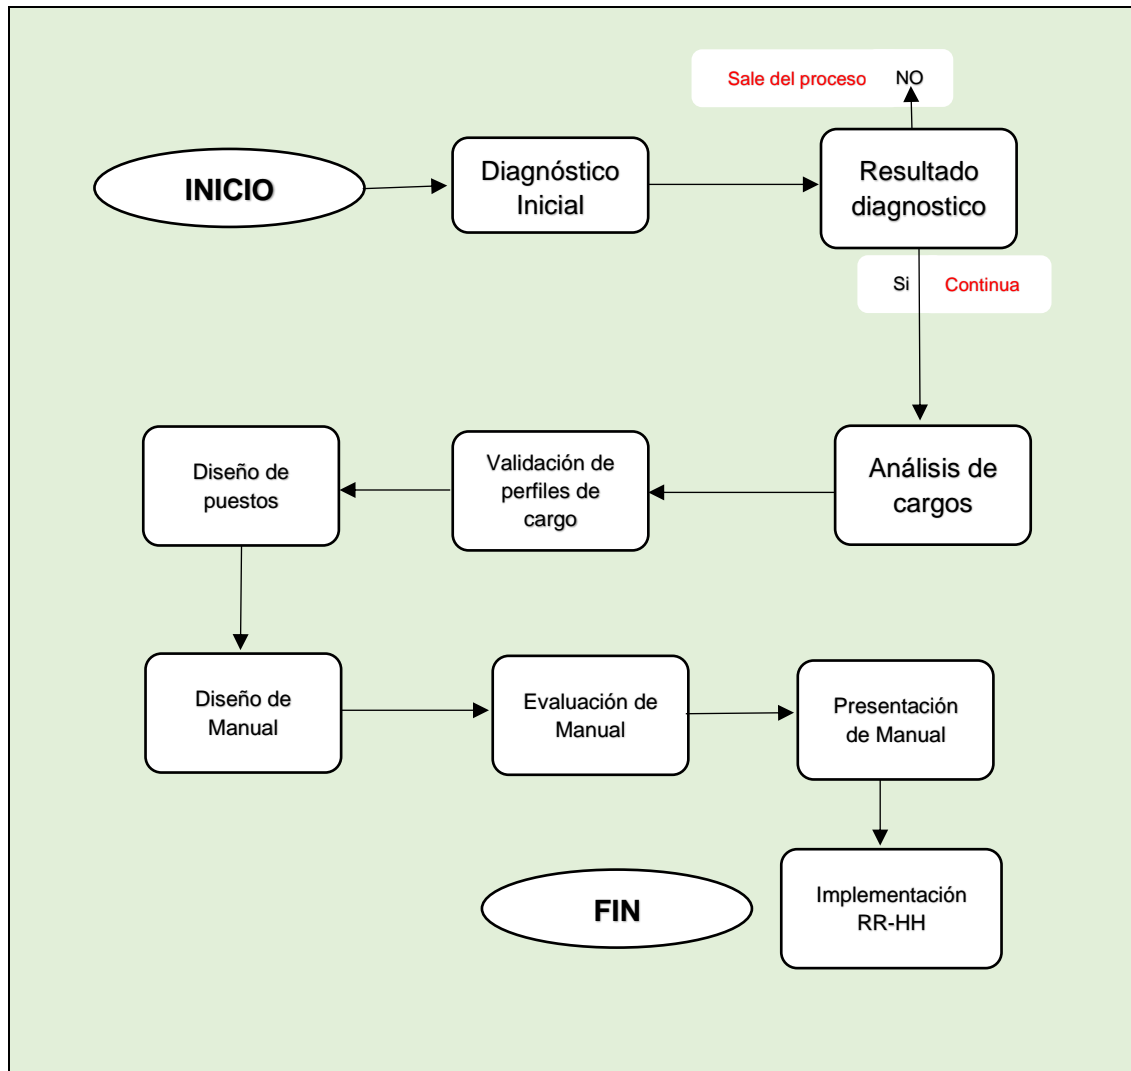 Sale del proceso NO
INICIO
Diagnóstico
Inicial
Resultado
diagnostico
Si Continua
Análisis de
cargos
Validación de
perfiles de
cargo
Diseño de
puestos
Diseño de
Manual
Evaluación de
Manual
Presentación
de Manual
Implementación
RR-HH
FIN